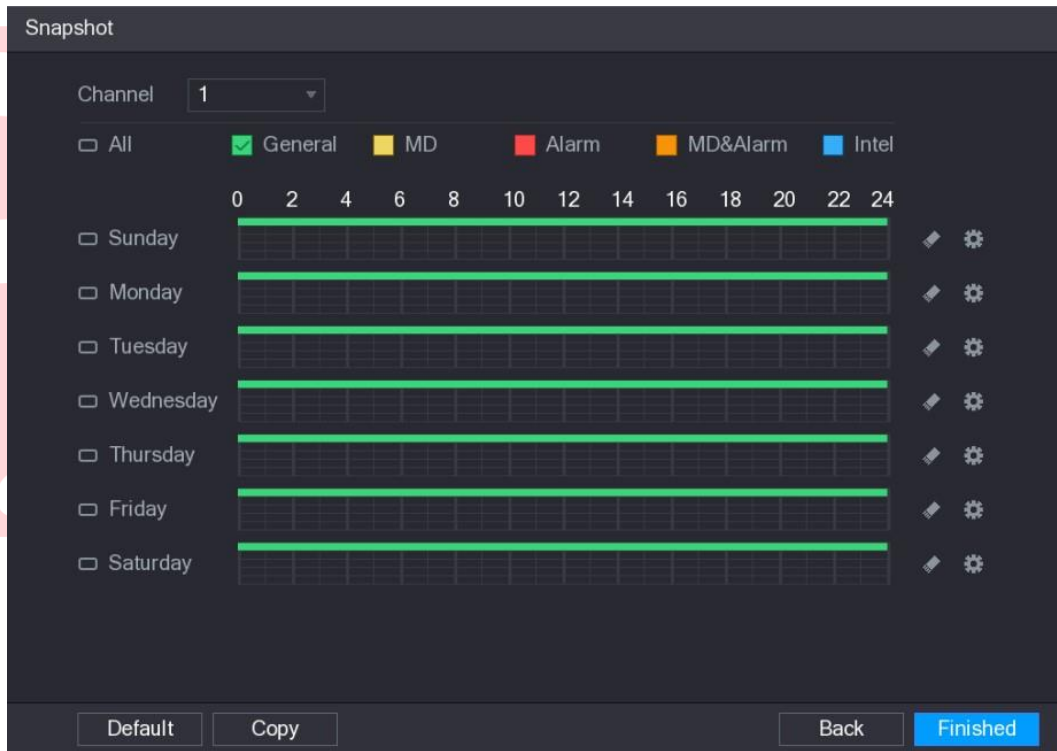 Snapshot
Channel 1
All General MD Alarm MD&Alarm Intel
0 2 4 6 8 10 12 14 16 18 20 22 24
Sunday
Monday
Tuesday
Wednesday
Thursday
Friday
Saturday
Default Copy Back Finished